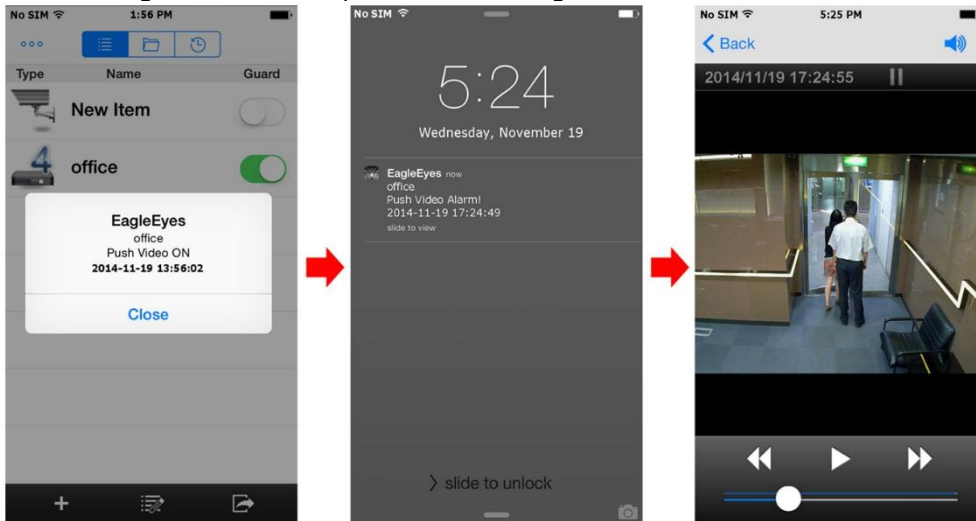 No SIM 1:56 PM
Type Name Guard
New Item
4 office
EagleEyes
office
Push Video ON
2014-11-19 13:56:02
Close
No SIM
5:24
Wednesday, November 19
EagleEyes now
office
Push Video Alarm!
2014-11-19 17:24:49
slide to view
> slide to unlock
No SIM 5:25 PM
Back
2014/11/19 17:24:55